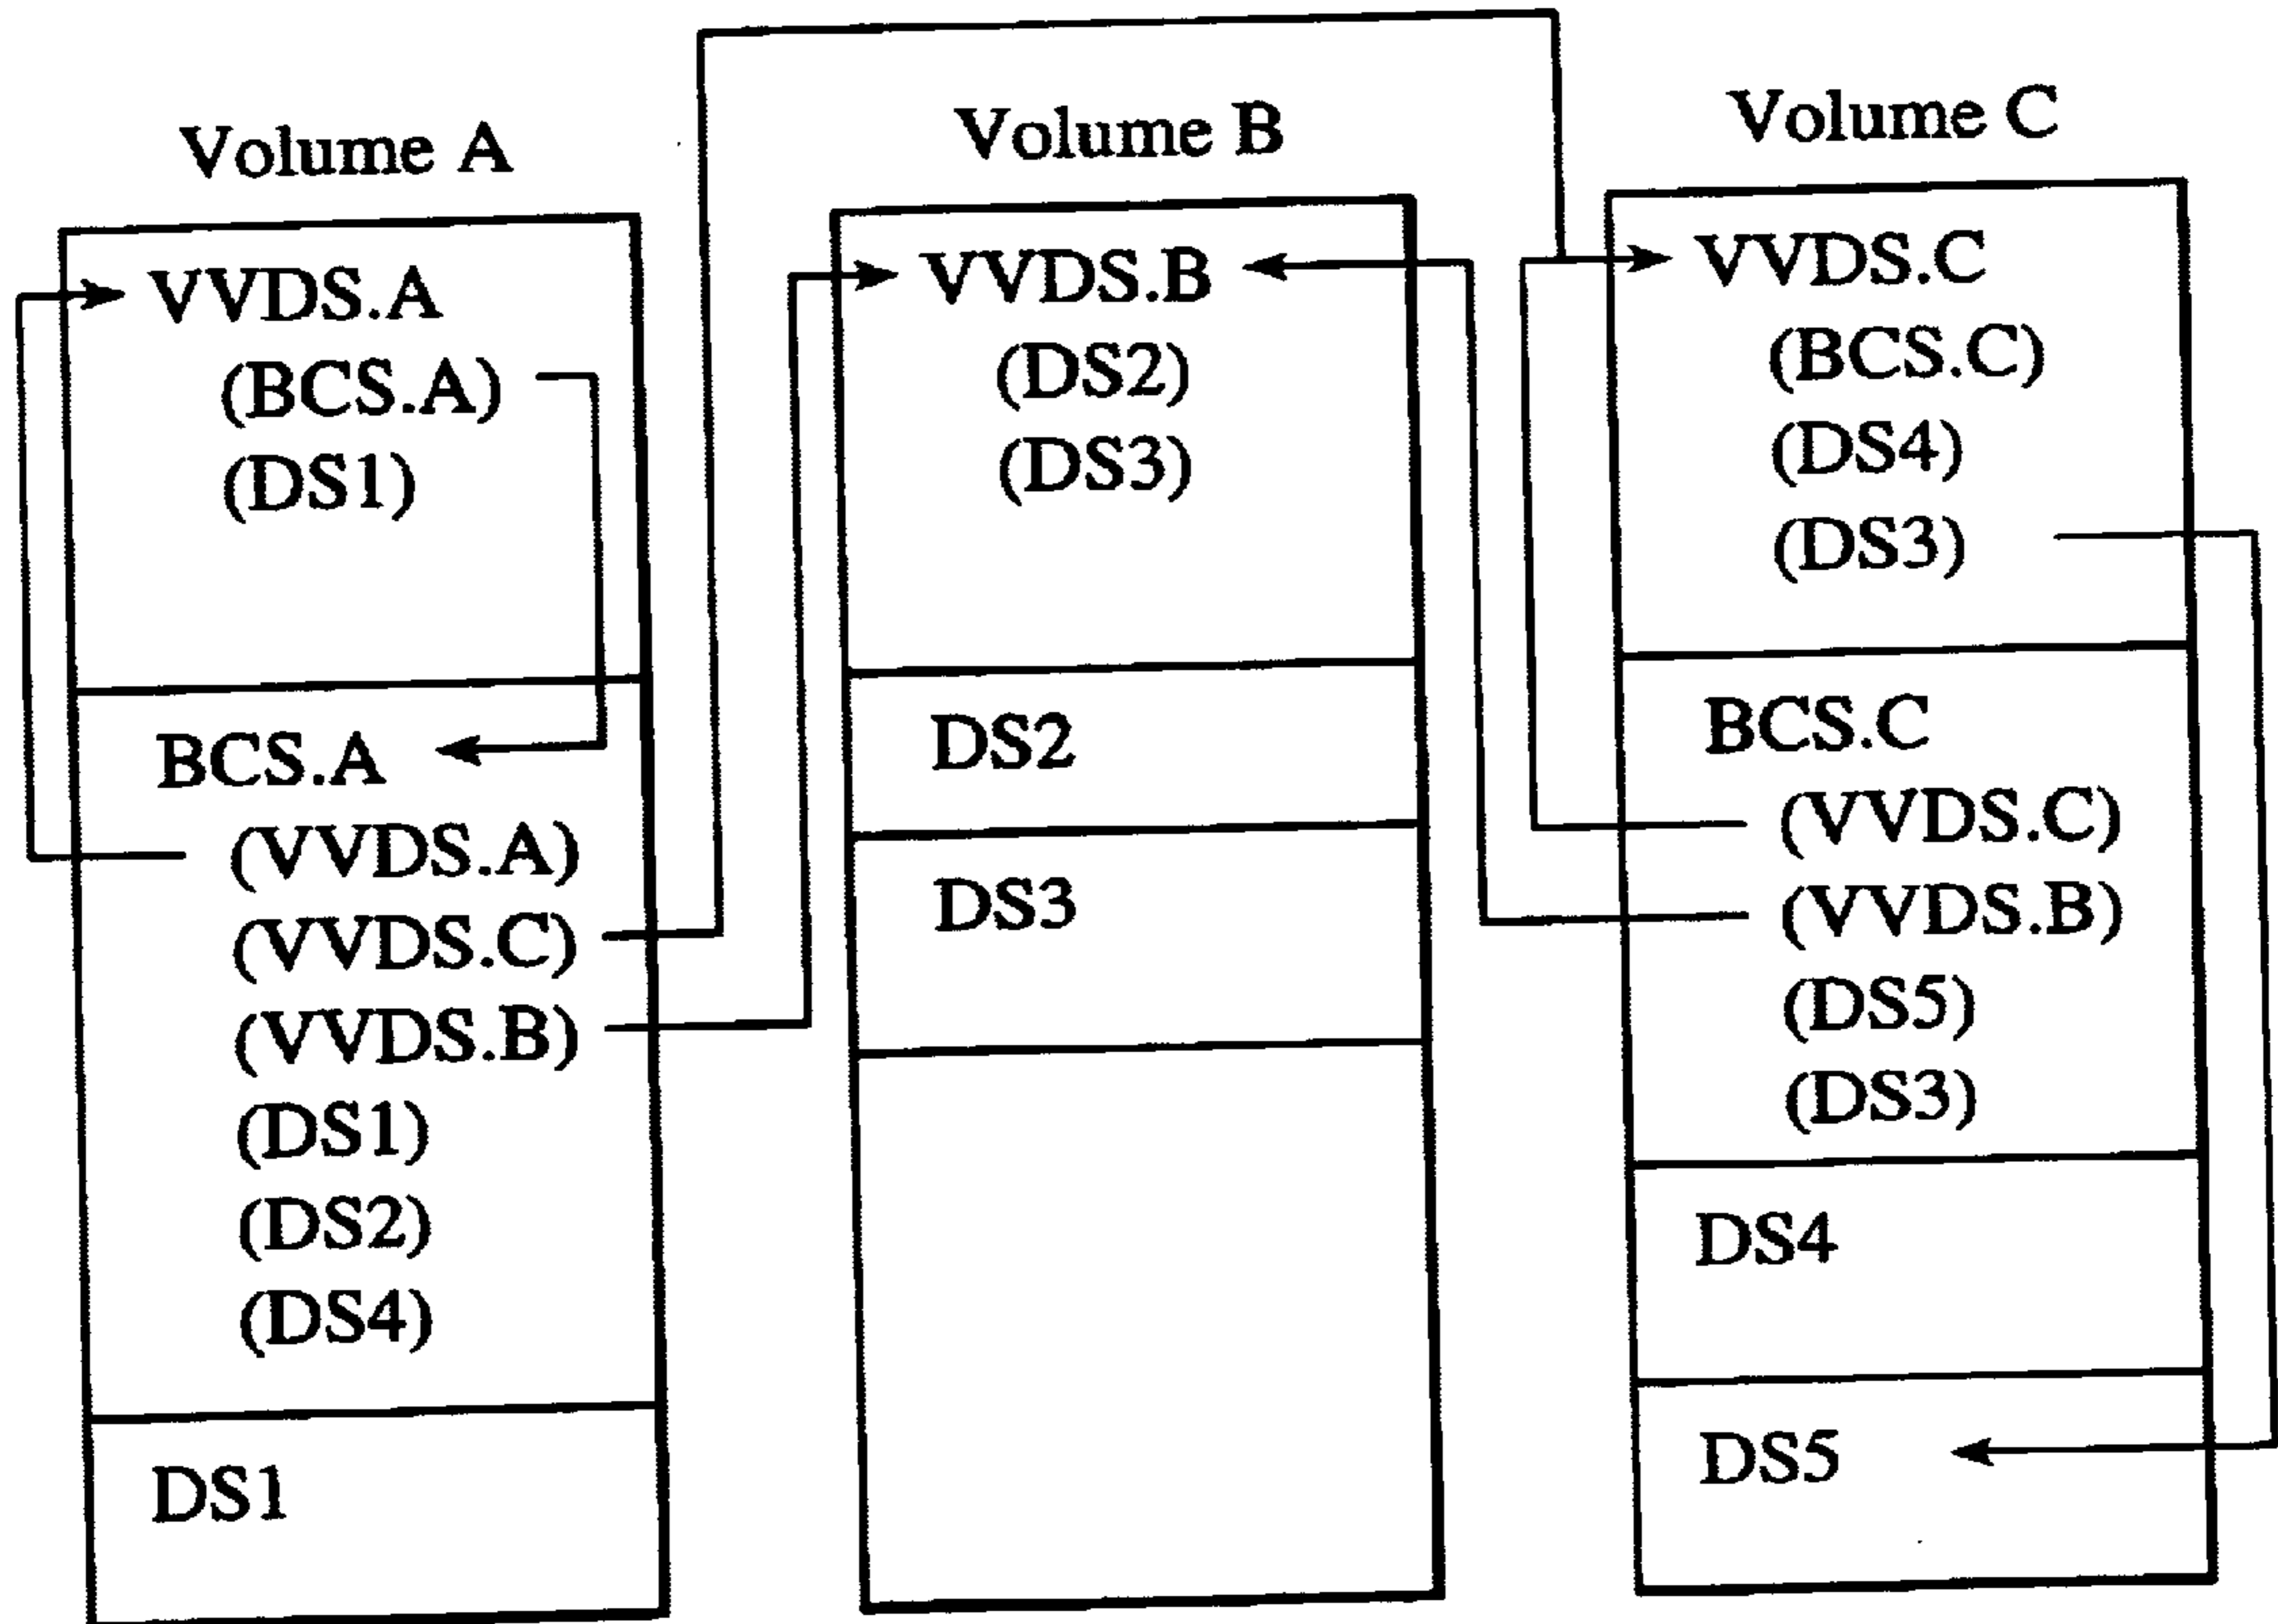 Volume A
VVDS.A
(BCS.A)
(DS1)
BCS.A
(VVDS.A)
(VVDS.C)
(VVDS.B)
(DS1)
(DS2)
(DS4)
DS1
Volume B
VVDS.B
(DS2)
(DS3)
DS2
DS3
Volume C
VVDS.C
(BCS.C)
(DS4)
(DS3)
BCS.C
(VVDS.C)
(VVDS.B)
(DS5)
(DS3)
DS4
DS5